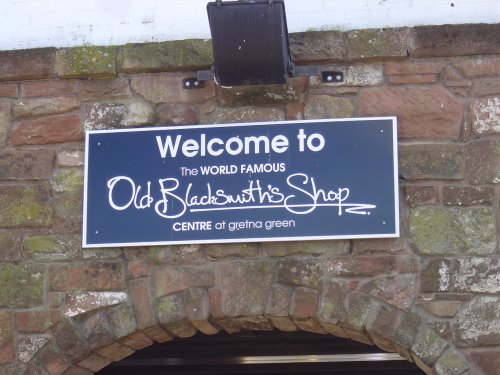 Welcome to
The WORLD FAMOUS
Old Blacksmith's Shop
CENTRE at gretna green